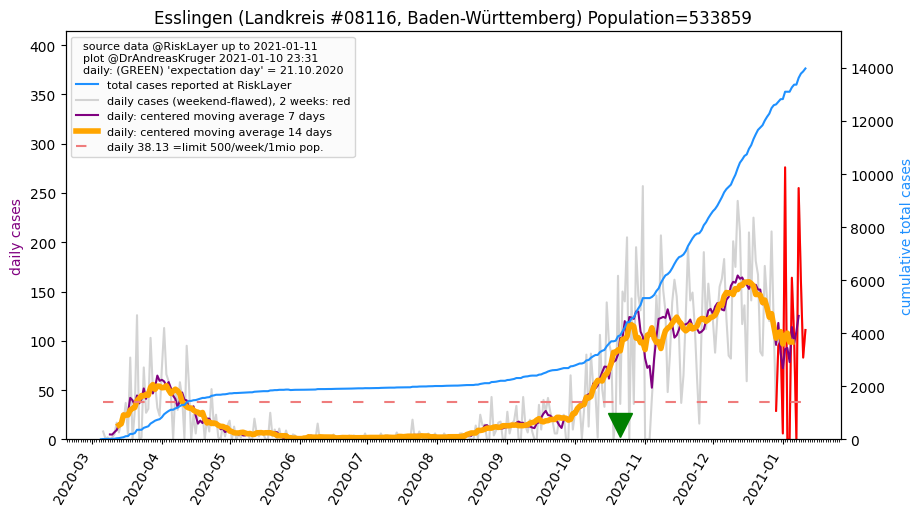 Esslingen (Landkreis #08116, Baden-Württemberg) Population=533859
source data @RiskLayer up to 2021-01-11
plot @DrAndreasKruger 2021-01-10 23:31
daily: (GREEN) 'expectation day' = 21.10.2020
total cases reported at RiskLayer
daily cases (weekend-flawed), 2 weeks: red
daily: centered moving average 7 days
daily: centered moving average 14 days
daily 38.13 =limit 500/week/1mio pop.
daily cases
400
350
300
250
200
150
100
50
0
cumulative total cases
14000
12000
10000
8000
6000
4000
2000
0
2020-03
2020-04
2020-05
2020-06
2020-07
2020-08
2020-09
2020-10
2020-11
2020-12
2021-01